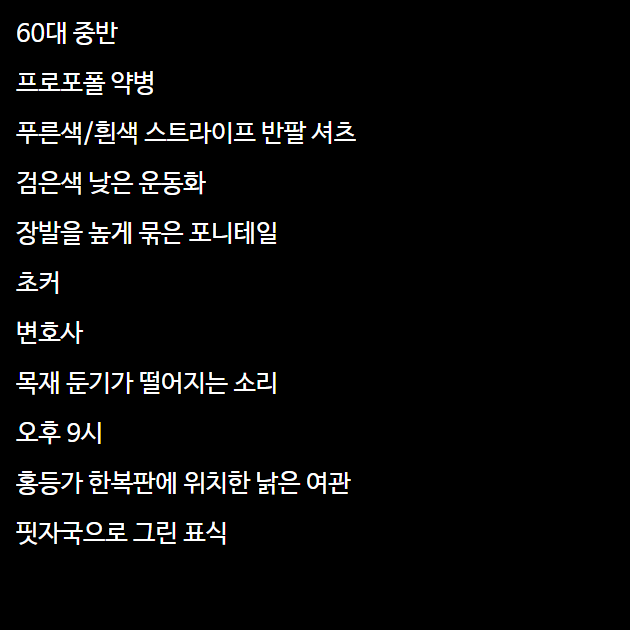 60대 중반
프로포폴 약병
푸른색/흰색 스트라이프 반팔 셔츠
검은색 낮은 운동화
장발을 높게 묶은 포니테일
초커
변호사
목재 둔기가 떨어지는 소리
오후 9시
홍등가 한복판에 위치한 낡은 여관
핏자국으로 그린 표식